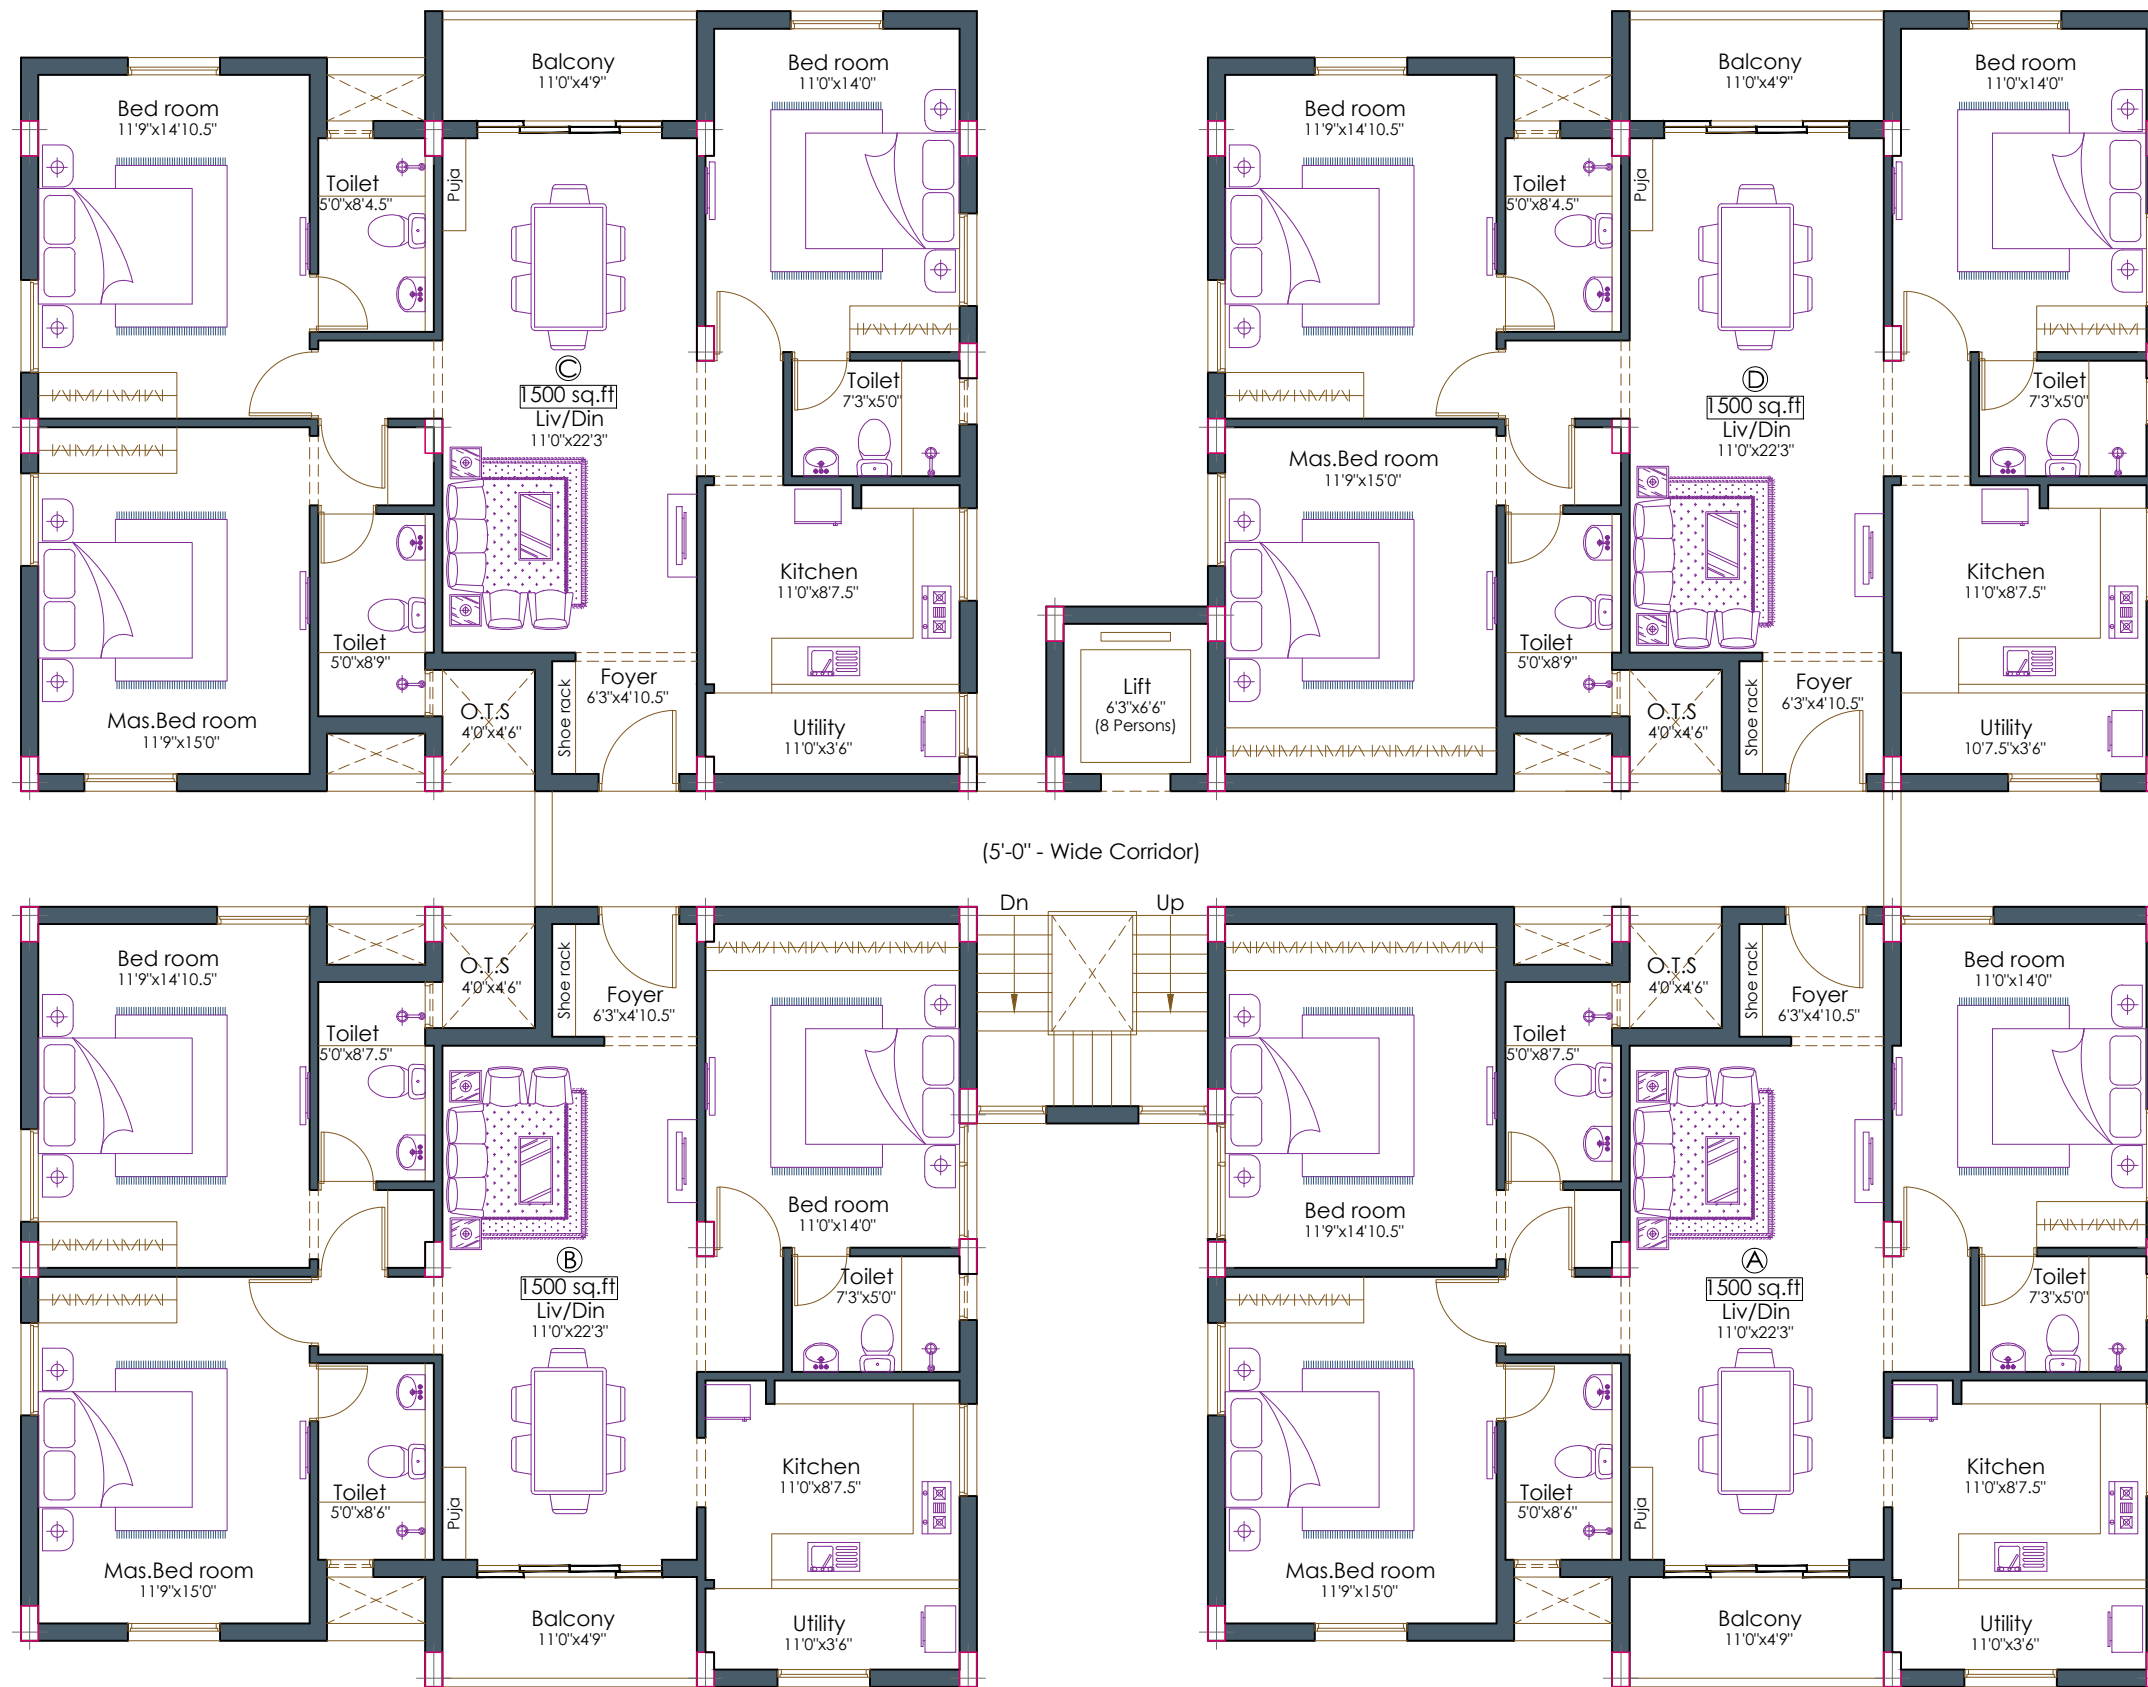 Balcony
11'0"x4'9"
Bed room
11'0"x14'0"
Bed room
11'9"x14'10.5"
Toilet
5'0"x8'4.5"
Puja
C
1500 sq.ft
Liv/Din
11'0"x22'3"
Toilet
7'3"x5'0"
Kitchen
11'0"x8'7.5"
Toilet
5'0"x8'9"
Mas.Bed room
11'9"x15'0"
O.T.S
4'0"x4'6"
Shoe rack
Foyer
6'3"x4'10.5"
Utility
11'0"x3'6"
Lift
6'3"x6'6"
(8 Persons)
Balcony
11'0"x4'9"
Bed room
11'0"x14'0"
Bed room
11'9"x14'10.5"
Toilet
5'0"x8'4.5"
Puja
D
1500 sq.ft
Liv/Din
11'0"x22'3"
Toilet
7'3"x5'0"
Mas.Bed room
11'9"x15'0"
Kitchen
11'0"x8'7.5"
Toilet
5'0"x8'9"
O.T.S
4'0"x4'6"
Shoe rack
Foyer
6'3"x4'10.5"
Utility
10'7.5"x3'6"
(5'-0" - Wide Corridor)
Dn
Up
Bed room
11'9"x14'10.5"
O.T.S
4'0"x4'6"
Shoe rack
Foyer
6'3"x4'10.5"
Toilet
5'0"x8'7.5"
Bed room
11'0"x14'0"
B
1500 sq.ft
Liv/Din
11'0"x22'3"
Toilet
7'3"x5'0"
Kitchen
11'0"x8'7.5"
Toilet
5'0"x8'6"
Puja
Mas.Bed room
11'9"x15'0"
Balcony
11'0"x4'9"
Utility
11'0"x3'6"
O.T.S
4'0"x4'6"
Shoe rack
Foyer
6'3"x4'10.5"
Bed room
11'0"x14'0"
Toilet
5'0"x8'7.5"
Bed room
11'9"x14'10.5"
A
1500 sq.ft
Liv/Din
11'0"x22'3"
Toilet
7'3"x5'0"
Kitchen
11'0"x8'7.5"
Toilet
5'0"x8'6"
Puja
Mas.Bed room
11'9"x15'0"
Balcony
11'0"x4'9"
Utility
11'0"x3'6"